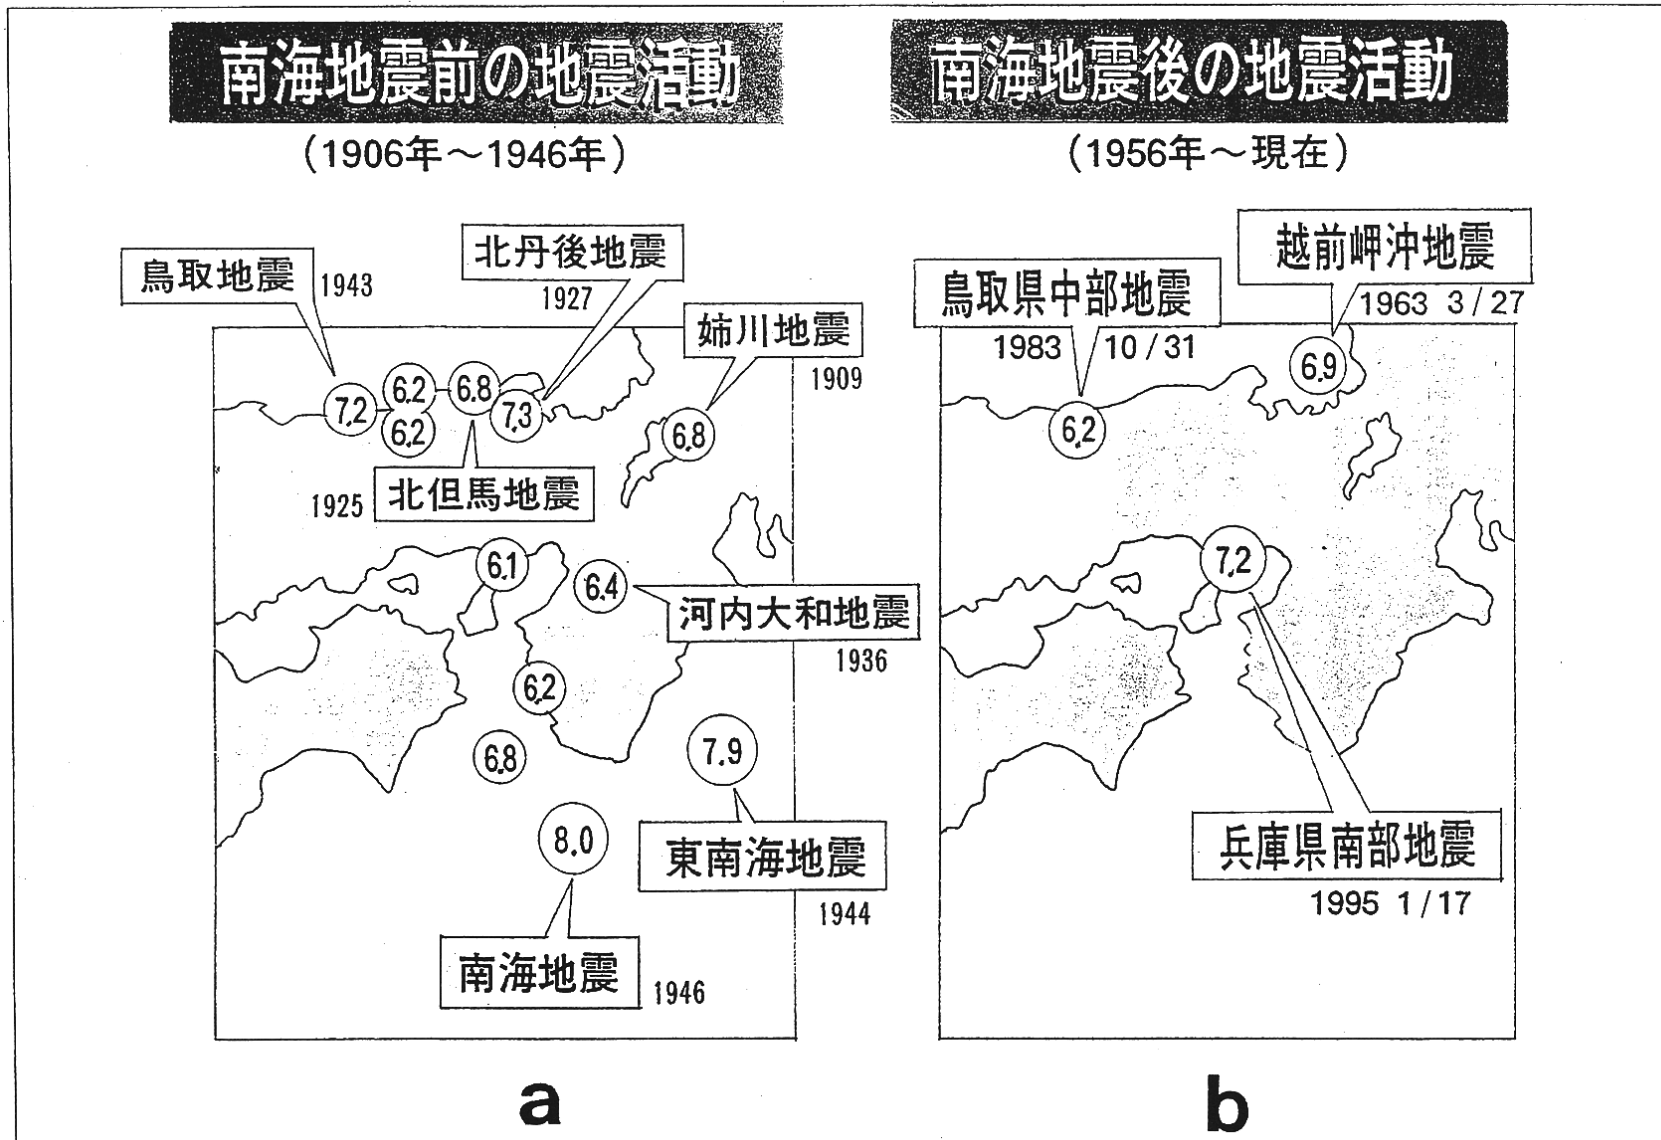 南海地震前の地震活動
(1906年～1946年)
鳥取地震
1943
北丹後地震
1927
姉川地震
1909
7.2
6.2
6.2
6.8
7.3
6.8
1925
北但馬地震
6.1
6.4
河内大和地震
1936
6.2
6.8
7.9
東南海地震
1944
8.0
南海地震
1946
a
南海地震後の地震活動
(1956年～現在)
越前岬沖地震
1963 3/27
鳥取県中部地震
1983 10/31
6.9
6.2
7.2
兵庫県南部地震
1995 1/17
b